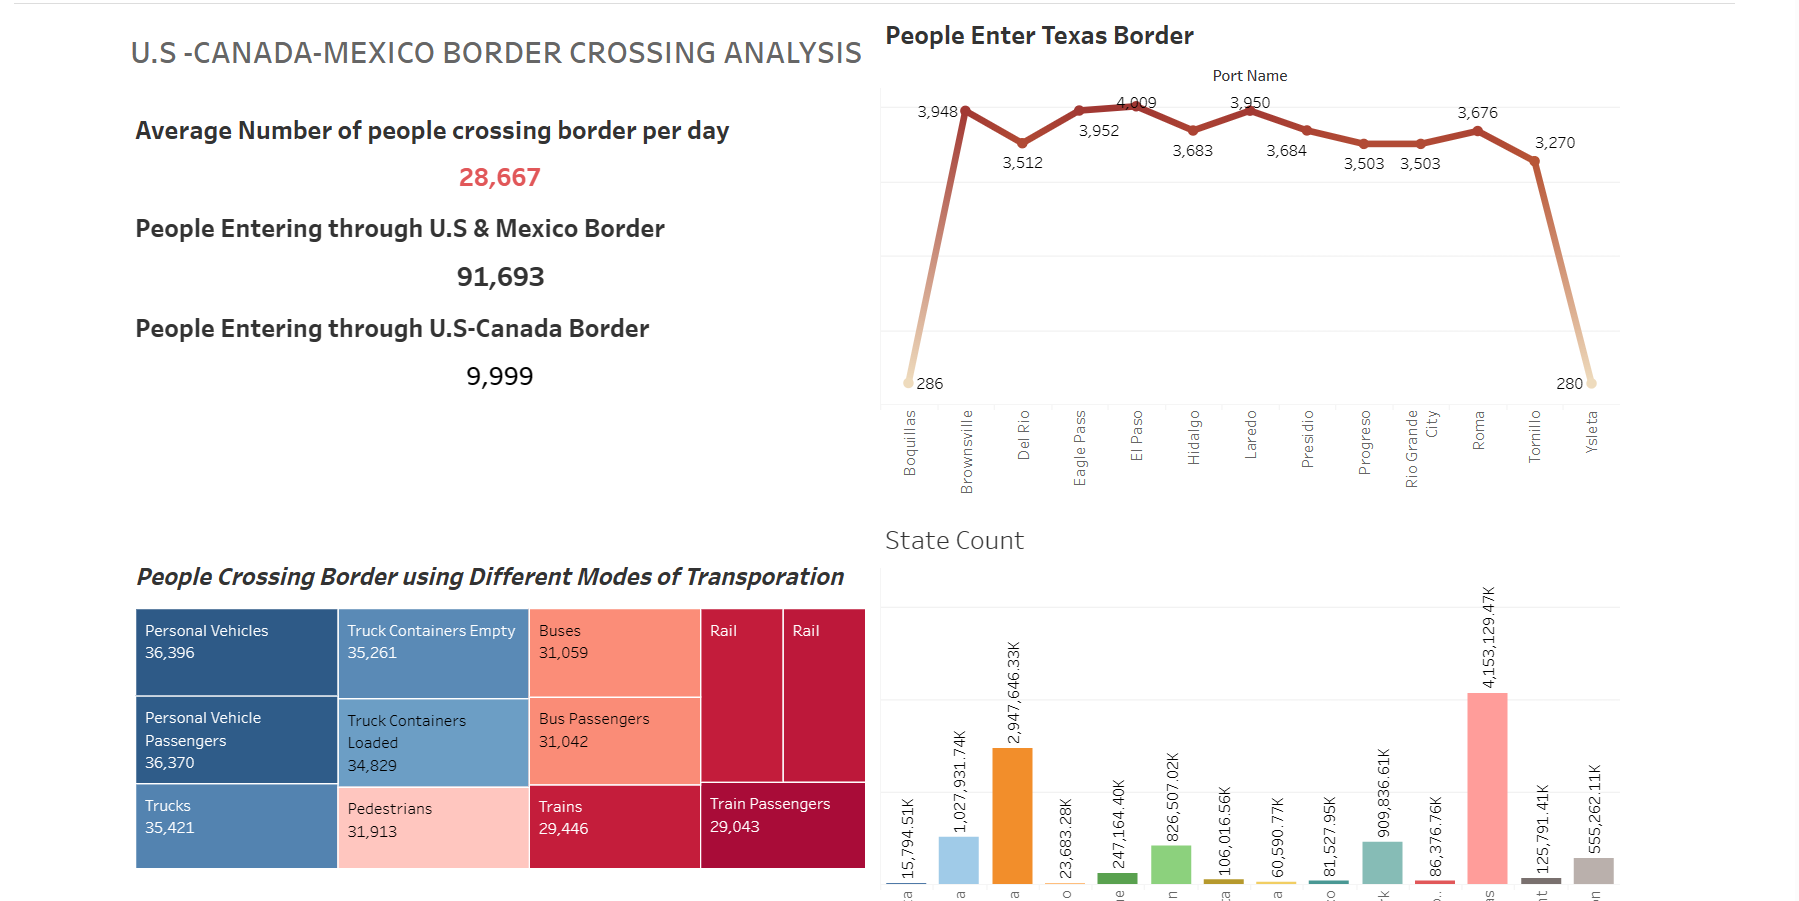 U.S -CANADA-MEXICO BORDER CROSSING ANALYSIS
Average Number of people crossing border per day
28,667
People Entering through U.S & Mexico Border
91,693
People Entering through U.S-Canada Border
9,999
People Enter Texas Border
Port Name
3,948
4,009
3,950
3,676
3,512
3,952
3,683
3,684
3,503
3,503
3,270
286
280
Boquillas
Brownsville
Del Rio
Eagle Pass
El Paso
Hidalgo
Laredo
Presidio
Progreso
Rio Grande
City
Roma
Tornillo
Ysleta
People Crossing Border using Different Modes of Transporation
Personal Vehicles
36,396
Personal Vehicle
Passengers
36,370
Trucks
35,421
Truck Containers Empty
35,261
Truck Containers
Loaded
34,829
Pedestrians
31,913
Buses
31,059
Bus Passengers
31,042
Trains
29,446
Rail
Rail
Train Passengers
29,043
State Count
15,794.51K
1,027,931.74K
2,947,646.33K
23,683.28K
247,164.40K
826,507.02K
106,016.56K
60,590.77K
81,527.95K
909,836.61K
86,376.76K
4,153,129.47K
125,791.41K
555,262.11K